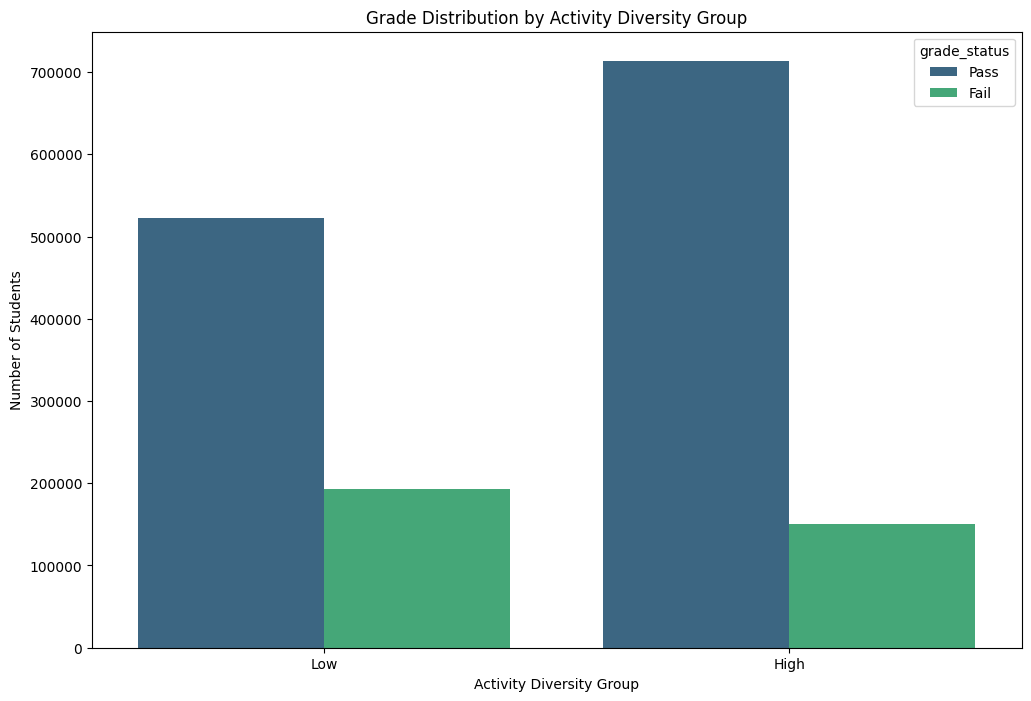 Grade Distribution by Activity Diversity Group
grade_status
Pass
Fail
Number of Students
700000
600000
500000
400000
300000
200000
100000
0
Low
High
Activity Diversity Group